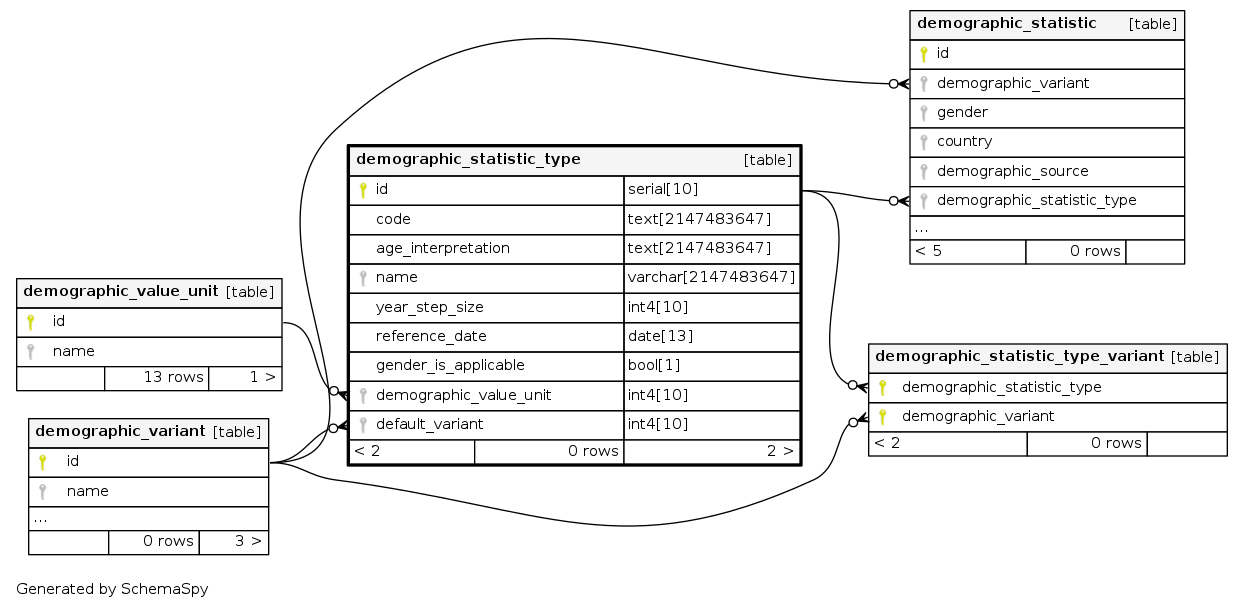 demographic_statistic [table]
id
demographic_variant
gender
country
demographic_source
demographic_statistic_type
...
< 5 0 rows
demographic_statistic_type [table]
id serial[10]
code text[2147483647]
age_interpretation text[2147483647]
name varchar[2147483647]
year_step_size int4[10]
reference_date date[13]
gender_is_applicable bool[1]
demographic_value_unit int4[10]
default_variant int4[10]
< 2 0 rows 2 >
demographic_value_unit [table]
id
name
13 rows 1 >
demographic_statistic_type_variant [table]
demographic_statistic_type
demographic_variant
< 2 0 rows
demographic_variant [table]
id
name
...
0 rows 3 >
Generated by SchemaSpy